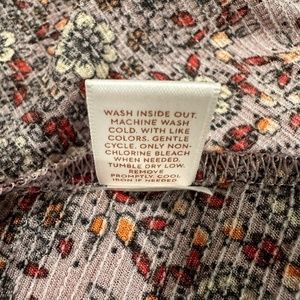 WASH INSIDE OUT.
MACHINE WASH
COLD. WITH LIKE
COLORS. GENTLE
CYCLE. ONLY NON-
CHLORINE BLEACH
WHEN NEEDED.
TUMBLE DRY LOW.
REMOVE
PROMPTLY. COOL
IRON IF NEEDED.